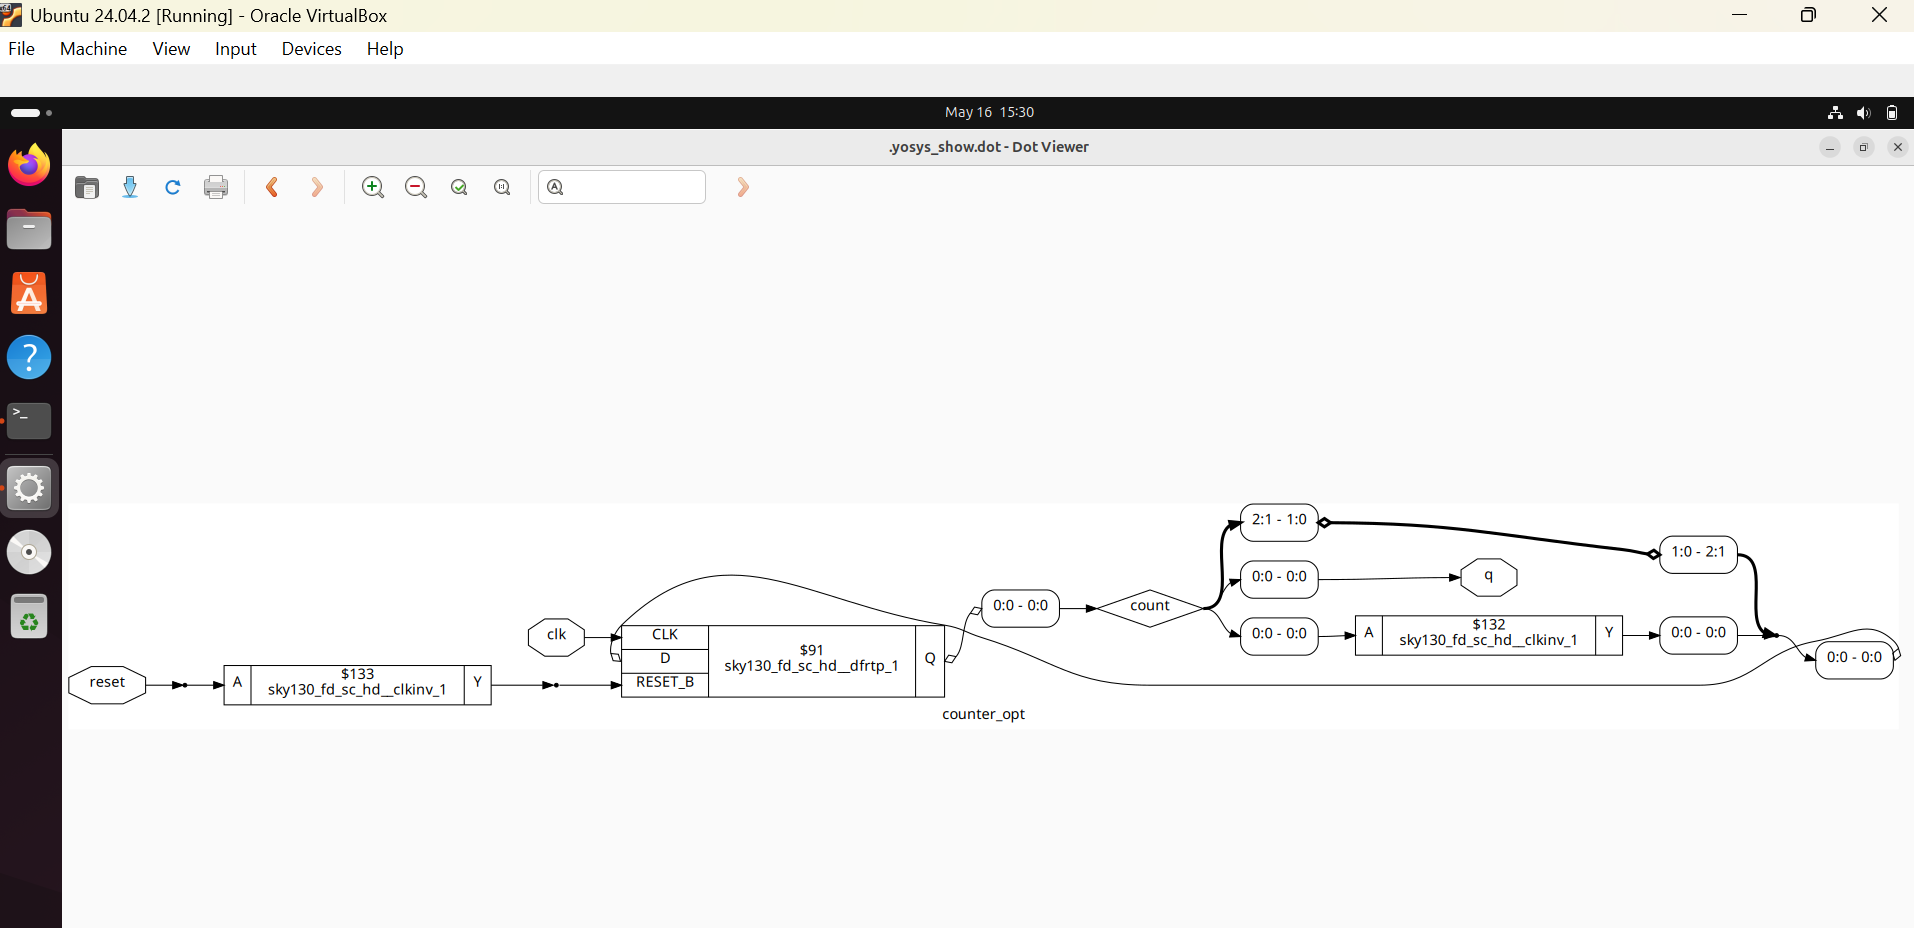 Ubuntu 24.04.2 [Running] - Oracle VirtualBox
File Machine View Input Devices Help
May 16 15:30
.yosys_show.dot - Dot Viewer
2:1 - 1:0
1:0 - 2:1
0:0 - 0:0
q
0:0 - 0:0
count
clk
CLK
D
RESET_B
$91
sky130_fd_sc_hd__dfrtp_1
Q
0:0 - 0:0
A
$132
sky130_fd_sc_hd__clkinv_1
Y
0:0 - 0:0
0:0 - 0:0
reset
A
$133
sky130_fd_sc_hd__clkinv_1
Y
counter_opt